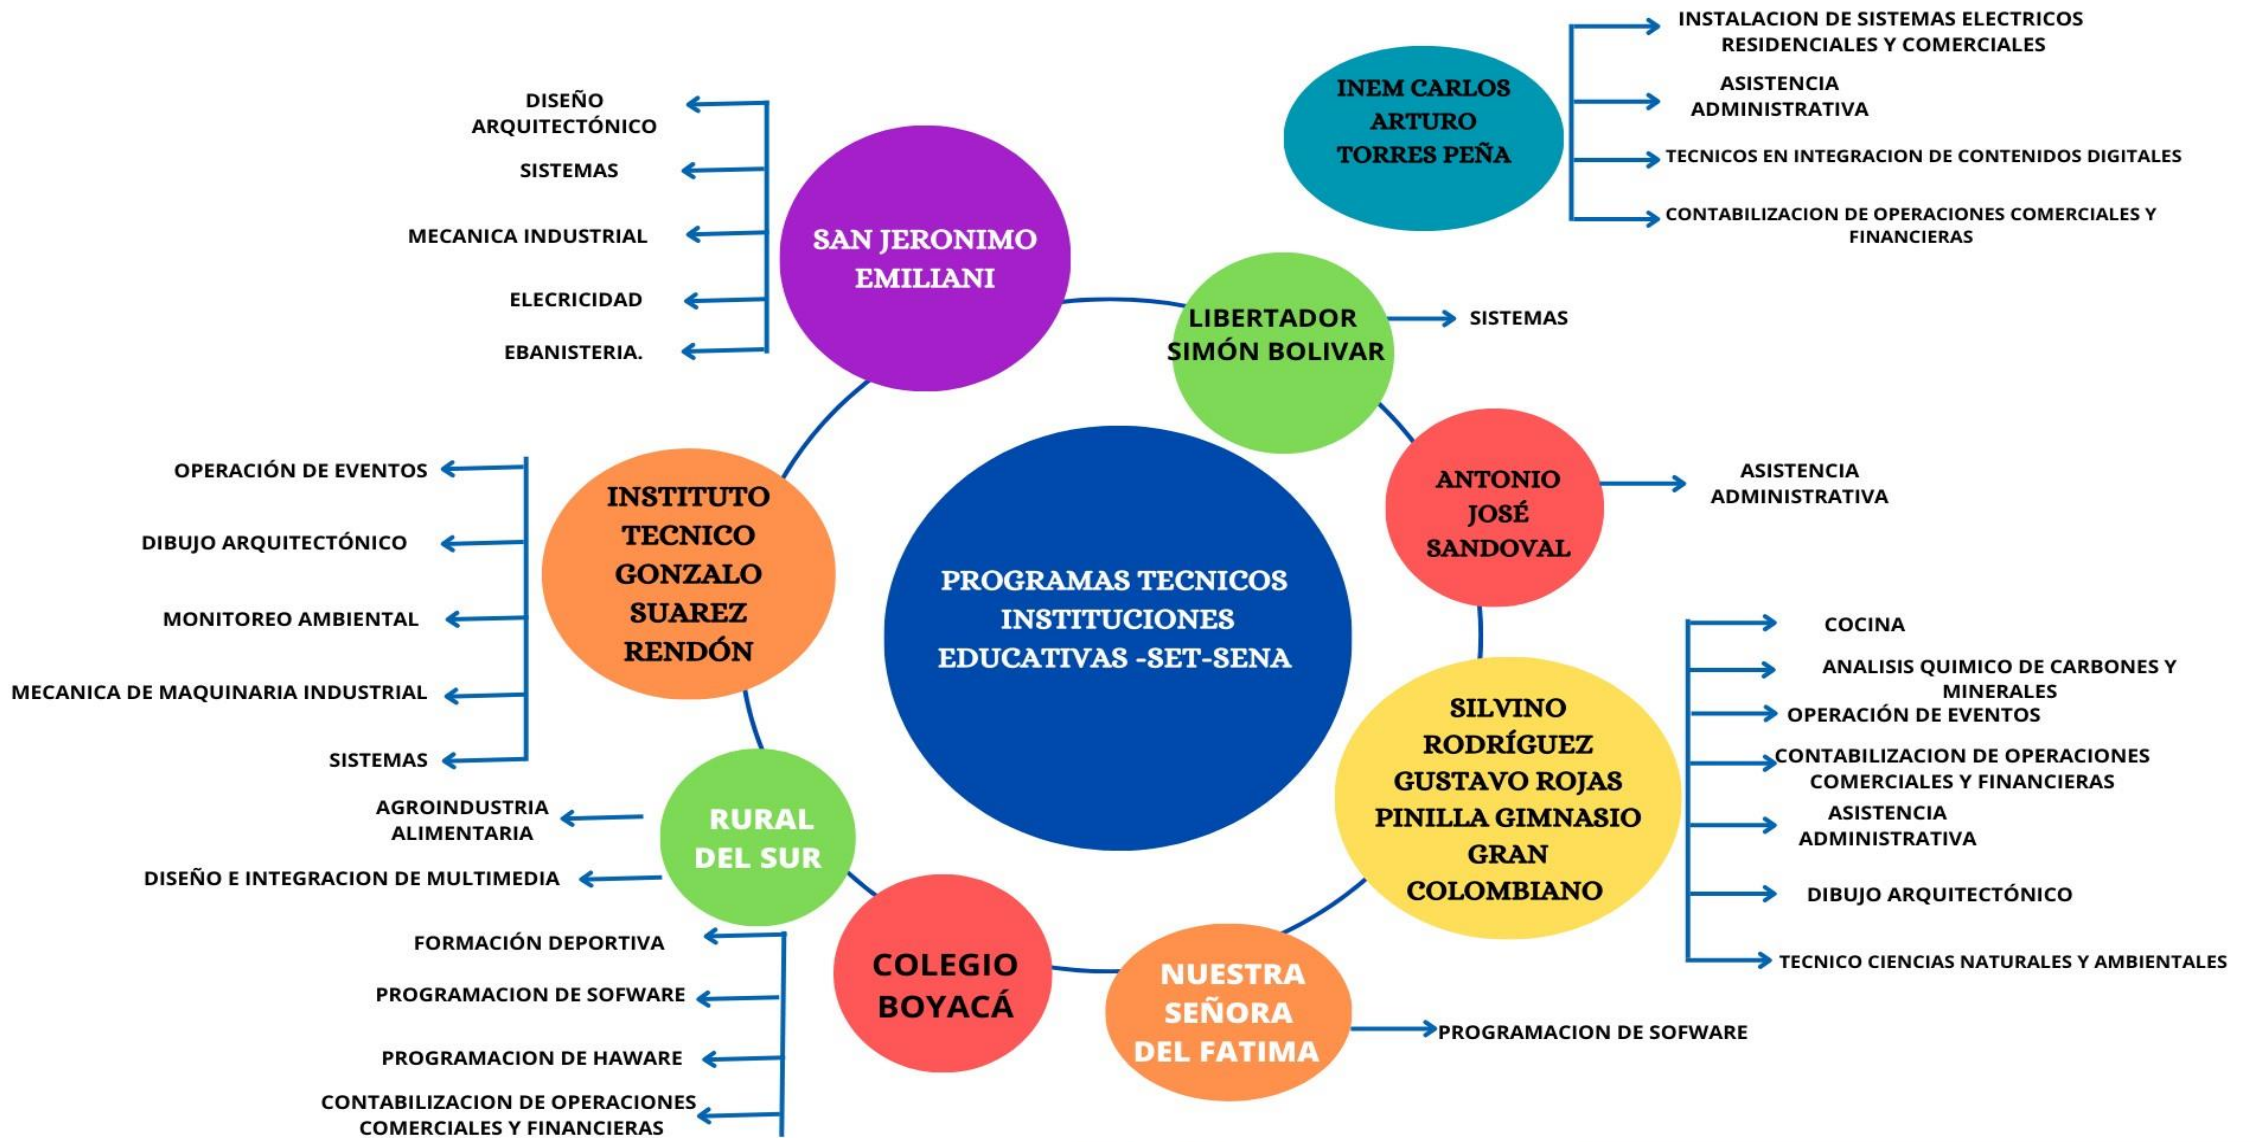 INSTALACION DE SISTEMAS ELECTRICOS
RESIDENCIALES Y COMERCIALES
INEM CARLOS
ARTURO
TORRES PEÑA
ASISTENCIA
ADMINISTRATIVA
TECNICOS EN INTEGRACION DE CONTENIDOS DIGITALES
CONTABILIZACION DE OPERACIONES COMERCIALES Y
FINANCIERAS
DISEÑO
ARQUITECTÓNICO
SISTEMAS
MECANICA INDUSTRIAL
ELECRICIDAD
EBANISTERIA.
SAN JERONIMO
EMILIANI
LIBERTADOR
SIMÓN BOLIVAR
SISTEMAS
ANTONIO
JOSÉ
SANDOVAL
ASISTENCIA
ADMINISTRATIVA
OPERACIÓN DE EVENTOS
DIBUJO ARQUITECTÓNICO
MONITOREO AMBIENTAL
MECANICA DE MAQUINARIA INDUSTRIAL
SISTEMAS
INSTITUTO
TECNICO
GONZALO
SUAREZ
RENDÓN
PROGRAMAS TECNICOS
INSTITUCIONES
EDUCATIVAS -SET-SENA
SILVINO
RODRÍGUEZ
GUSTAVO ROJAS
PINILLA GIMNASIO
GRAN
COLOMBIANO
COCINA
ANALISIS QUIMICO DE CARBONES Y
MINERALES
OPERACIÓN DE EVENTOS
CONTABILIZACION DE OPERACIONES
COMERCIALES Y FINANCIERAS
ASISTENCIA
ADMINISTRATIVA
DIBUJO ARQUITECTÓNICO
TECNICO CIENCIAS NATURALES Y AMBIENTALES
AGROINDUSTRIA
ALIMENTARIA
DISEÑO E INTEGRACION DE MULTIMEDIA
RURAL
DEL SUR
FORMACIÓN DEPORTIVA
PROGRAMACION DE SOFWARE
PROGRAMACION DE HAWARE
CONTABILIZACION DE OPERACIONES
COMERCIALES Y FINANCIERAS
COLEGIO
BOYACÁ
NUESTRA
SEÑORA
DEL FATIMA
PROGRAMACION DE SOFWARE